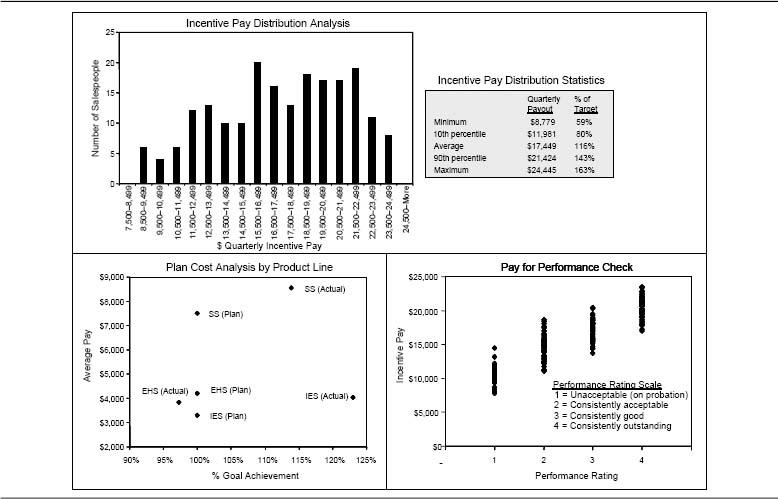 Incentive Pay Distribution Analysis
Number of Salespeople
25
20
15
10
5
0
7,500–8,499
8,500–9,499
9,500–10,499
10,500–11,499
11,500–12,499
12,500–13,499
13,500–14,499
14,500–15,499
15,500–16,499
16,500–17,499
17,500–18,499
18,500–19,499
19,500–20,499
20,500–21,499
21,500–22,499
22,500–23,499
23,500–24,499
24,500–More
$ Quarterly Incentive Pay
Incentive Pay Distribution Statistics
Quarterly Payout % of Target
Minimum $8,779 59%
10th percentile $11,981 80%
Average $17,449 116%
90th percentile $21,424 143%
Maximum $24,445 163%
Plan Cost Analysis by Product Line
Average Pay
$9,000
$8,000
$7,000
$6,000
$5,000
$4,000
$3,000
$2,000
SS (Actual)
SS (Plan)
EHS (Actual)
EHS (Plan)
IES (Actual)
IES (Plan)
90% 95% 100% 105% 110% 115% 120% 125%
% Goal Achievement
Pay for Performance Check
Incentive Pay
$25,000
$20,000
$15,000
$10,000
$5,000
$0
Performance Rating Scale
1 = Unacceptable (on probation)
2 = Consistently acceptable
3 = Consistently good
4 = Consistently outstanding
- 1 2 3 4
Performance Rating